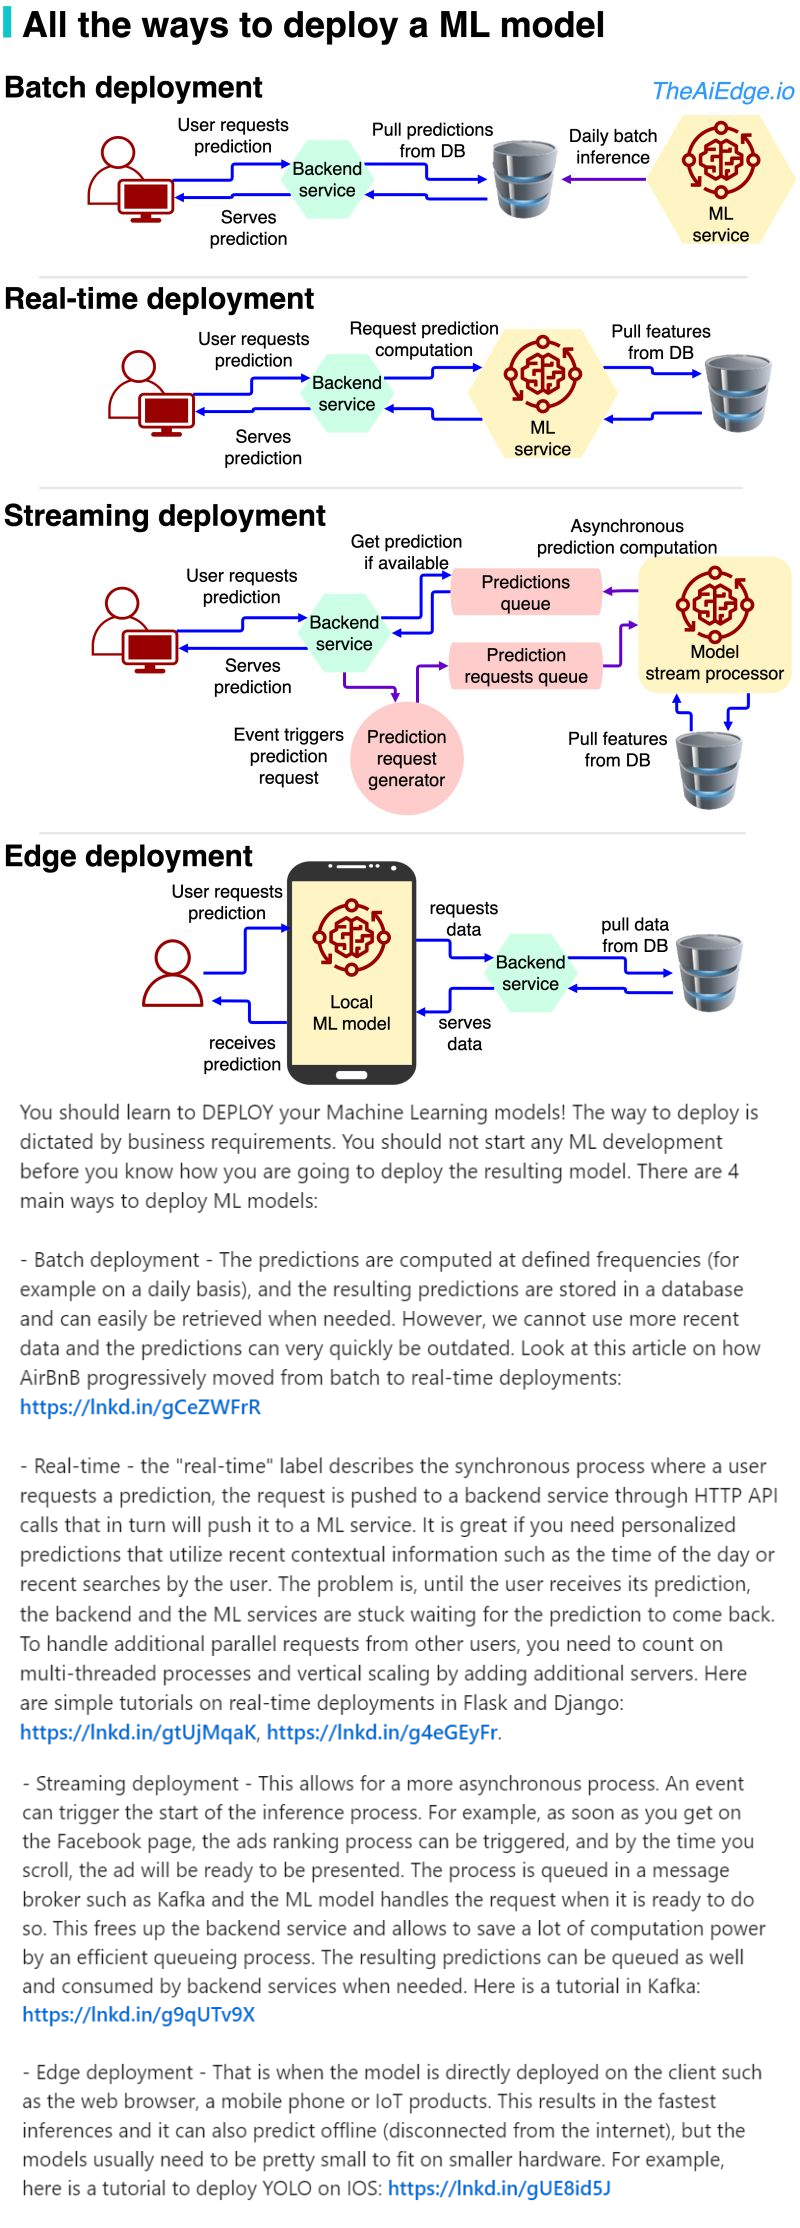 All the ways to deploy a ML model
Batch deployment
TheAiEdge.io
User requests
prediction
Backend
service
Serves
prediction
Pull predictions
from DB
Daily batch
inference
ML
service
Real-time deployment
User requests
prediction
Backend
service
Serves
prediction
Request prediction
computation
ML
service
Pull features
from DB
Streaming deployment
User requests
prediction
Backend
service
Serves
prediction
Get prediction
if available
Predictions
queue
Asynchronous
prediction computation
Prediction
requests queue
Model
stream processor
Event triggers
prediction
request
Prediction
request
generator
Pull features
from DB
Edge deployment
User requests
prediction
receives
prediction
Local
ML model
requests
data
Backend
service
serves
data
pull data
from DB
You should learn to DEPLOY your Machine Learning models! The way to deploy is
dictated by business requirements. You should not start any ML development
before you know how you are going to deploy the resulting model. There are 4
main ways to deploy ML models:
- Batch deployment - The predictions are computed at defined frequencies (for
example on a daily basis), and the resulting predictions are stored in a database
and can easily be retrieved when needed. However, we cannot use more recent
data and the predictions can very quickly be outdated. Look at this article on how
AirBnB progressively moved from batch to real-time deployments:
https://lnkd.in/gCeZWFrR
- Real-time - the "real-time" label describes the synchronous process where a user
requests a prediction, the request is pushed to a backend service through HTTP API
calls that in turn will push it to a ML service. It is great if you need personalized
predictions that utilize recent contextual information such as the time of the day or
recent searches by the user. The problem is, until the user receives its prediction,
the backend and the ML services are stuck waiting for the prediction to come back.
To handle additional parallel requests from other users, you need to count on
multi-threaded processes and vertical scaling by adding additional servers. Here
are simple tutorials on real-time deployments in Flask and Django:
https://lnkd.in/gtUjMqaK, https://lnkd.in/g4eGEyFr.
- Streaming deployment - This allows for a more asynchronous process. An event
can trigger the start of the inference process. For example, as soon as you get on
the Facebook page, the ads ranking process can be triggered, and by the time you
scroll, the ad will be ready to be presented. The process is queued in a message
broker such as Kafka and the ML model handles the request when it is ready to do
so. This frees up the backend service and allows to save a lot of computation power
by an efficient queueing process. The resulting predictions can be queued as well
and consumed by backend services when needed. Here is a tutorial in Kafka:
https://lnkd.in/g9qUTv9X
- Edge deployment - That is when the model is directly deployed on the client such
as the web browser, a mobile phone or IoT products. This results in the fastest
inferences and it can also predict offline (disconnected from the internet), but the
models usually need to be pretty small to fit on smaller hardware. For example,
here is a tutorial to deploy YOLO on IOS: https://lnkd.in/gUE8id5J